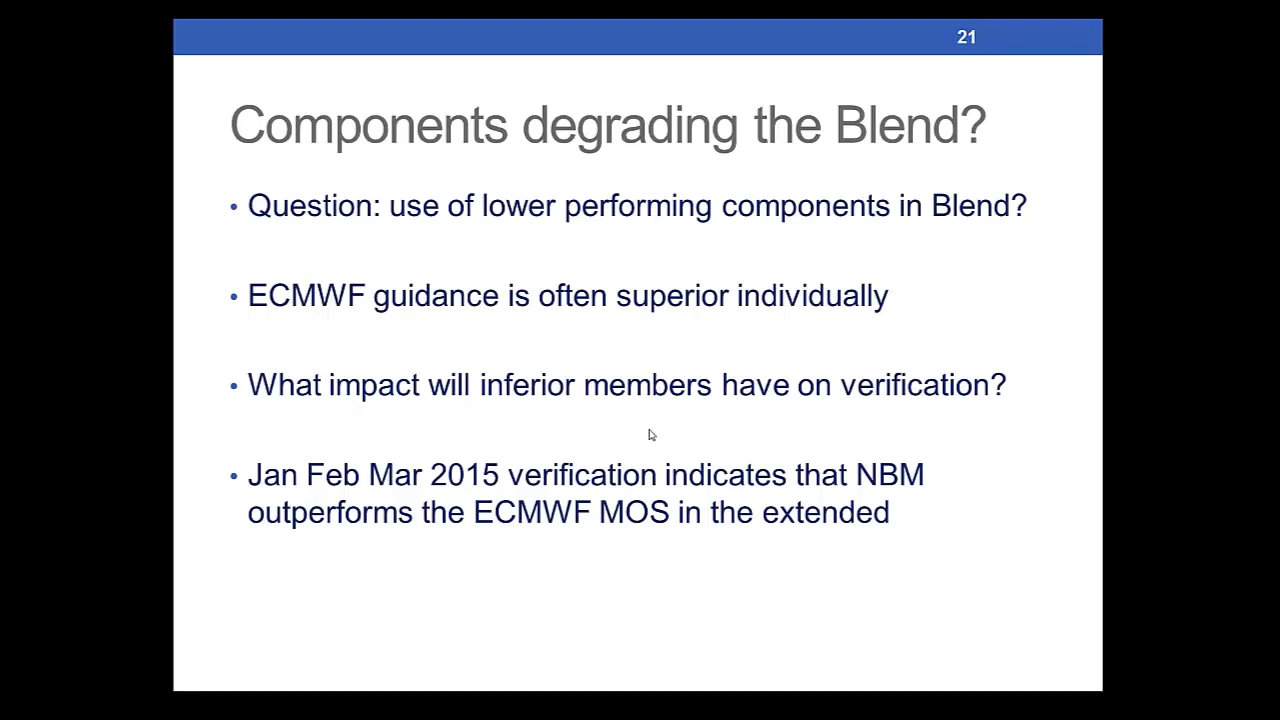 21
Components degrading the Blend?
• Question: use of lower performing components in Blend?
• ECMWF guidance is often superior individually
• What impact will inferior members have on verification?
• Jan Feb Mar 2015 verification indicates that NBM
outperforms the ECMWF MOS in the extended